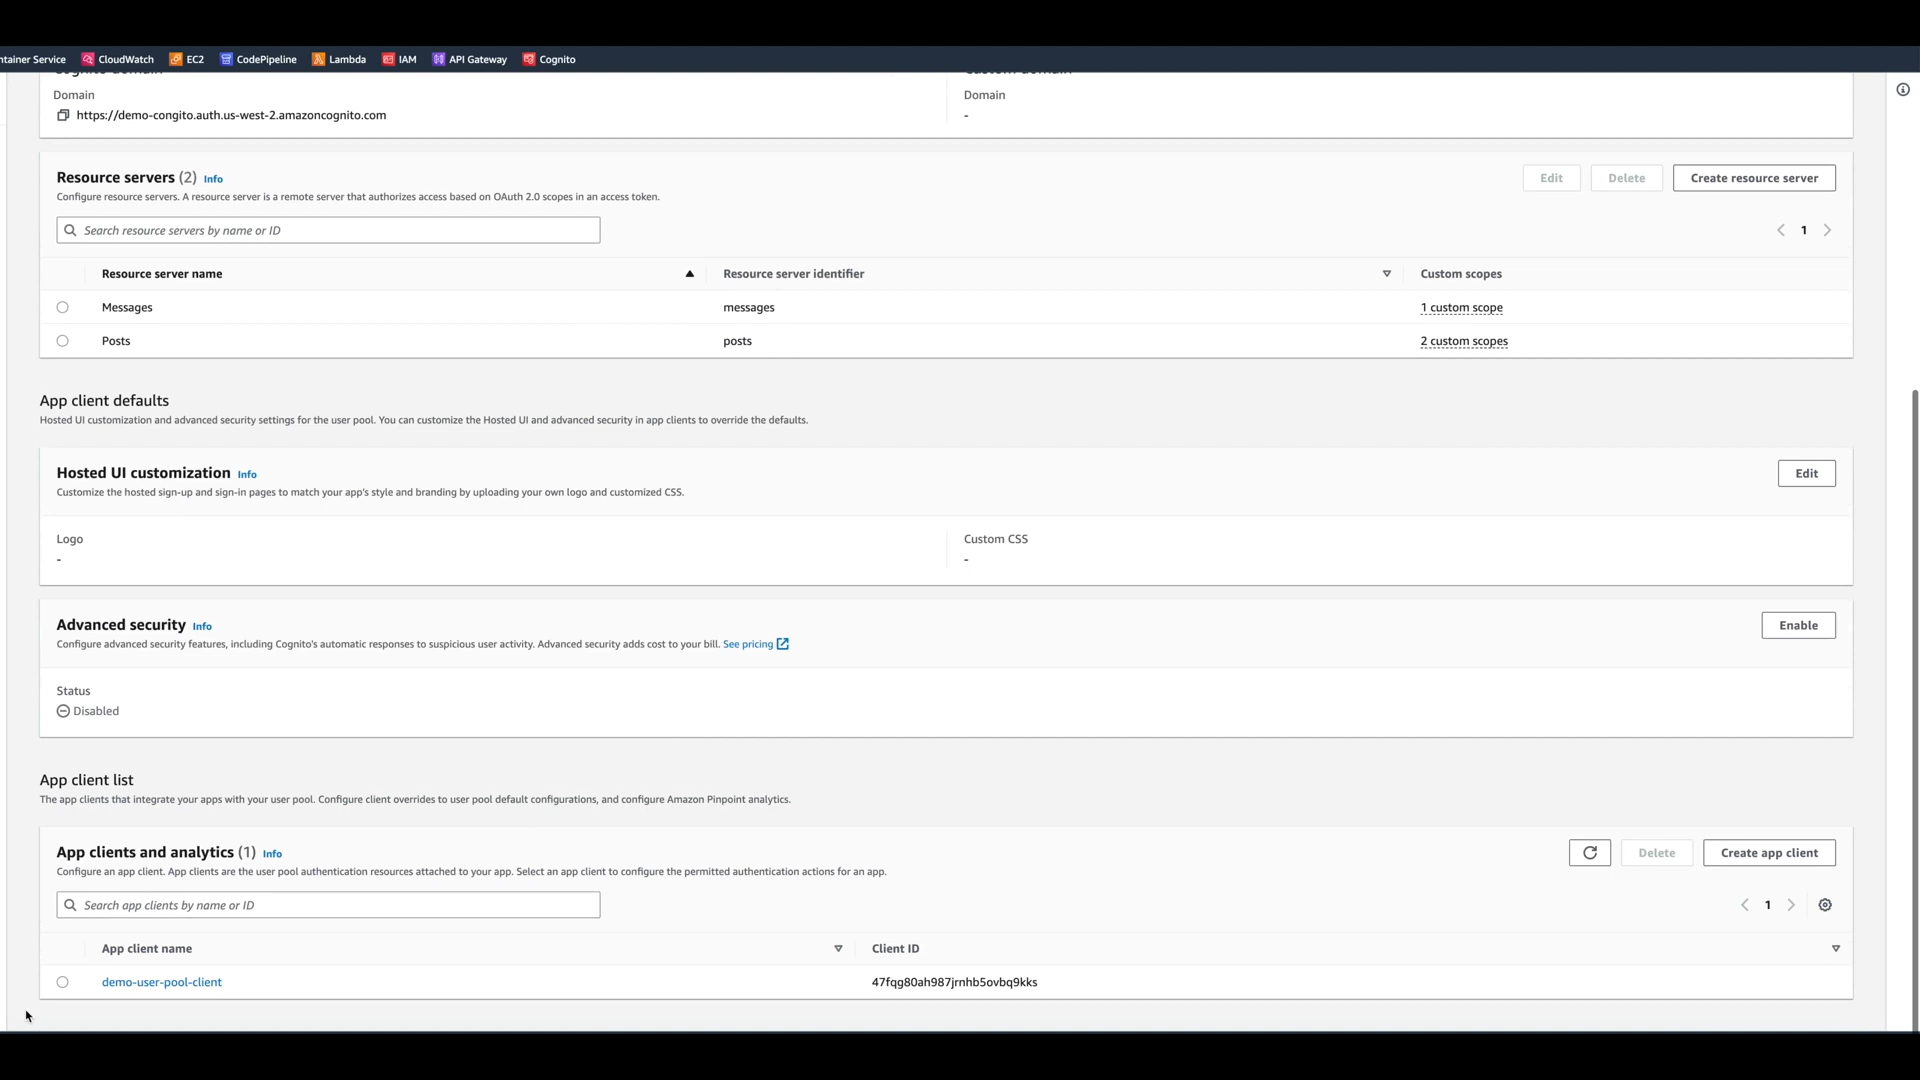 ntainer Service CloudWatch EC2 CodePipeline Lambda IAM API Gateway Cognito
Cognito domain Custom domain
Domain Domain
https://demo-congito.auth.us-west-2.amazoncognito.com -
Resource servers (2) Info Edit Delete Create resource server
Configure resource servers. A resource server is a remote server that authorizes access based on OAuth 2.0 scopes in an access token.
Search resource servers by name or ID 1
Resource server name Resource server identifier Custom scopes
Messages messages 1 custom scope
Posts posts 2 custom scopes
App client defaults
Hosted UI customization and advanced security settings for the user pool. You can customize the Hosted UI and advanced security in app clients to override the defaults.
Hosted UI customization Info Edit
Customize the hosted sign-up and sign-in pages to match your app's style and branding by uploading your own logo and customized CSS.
Logo Custom CSS
- -
Advanced security Info Enable
Configure advanced security features, including Cognito's automatic responses to suspicious user activity. Advanced security adds cost to your bill. See pricing
Status
Disabled
App client list
The app clients that integrate your apps with your user pool. Configure client overrides to user pool default configurations, and configure Amazon Pinpoint analytics.
App clients and analytics (1) Info Delete Create app client
Configure an app client. App clients are the user pool authentication resources attached to your app. Select an app client to configure the permitted authentication actions for an app.
Search app clients by name or ID 1
App client name Client ID
demo-user-pool-client 47fqg80ah987jrnhb5ovbq9kks